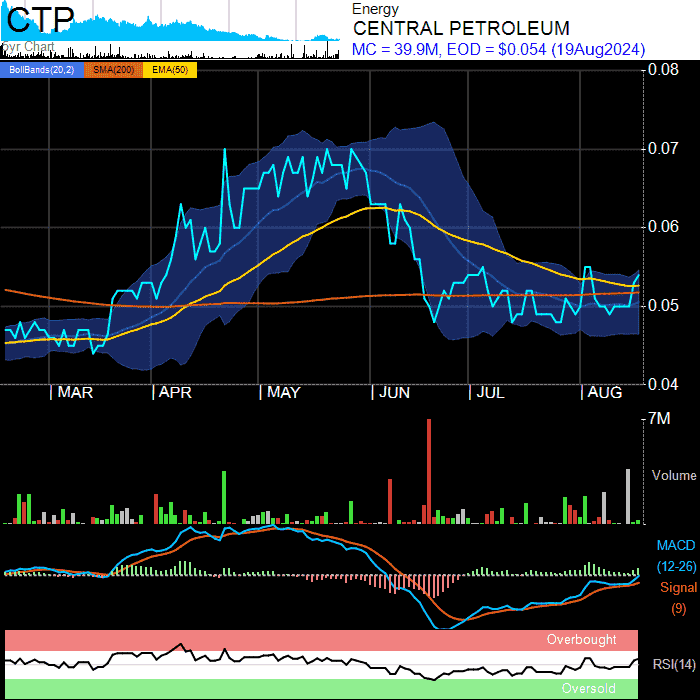 CTP
Energy
CENTRAL PETROLEUM
MC = 39.9M, EOD = $0.054 (19Aug2024)
BollBands(20,2) SMA(200) EMA(50)
0.08
0.07
0.06
0.05
0.04
MAR APR MAY JUN JUL AUG
7M
Volume
MACD
(12-26)
Signal
(9)
Overbought
RSI(14)
Oversold